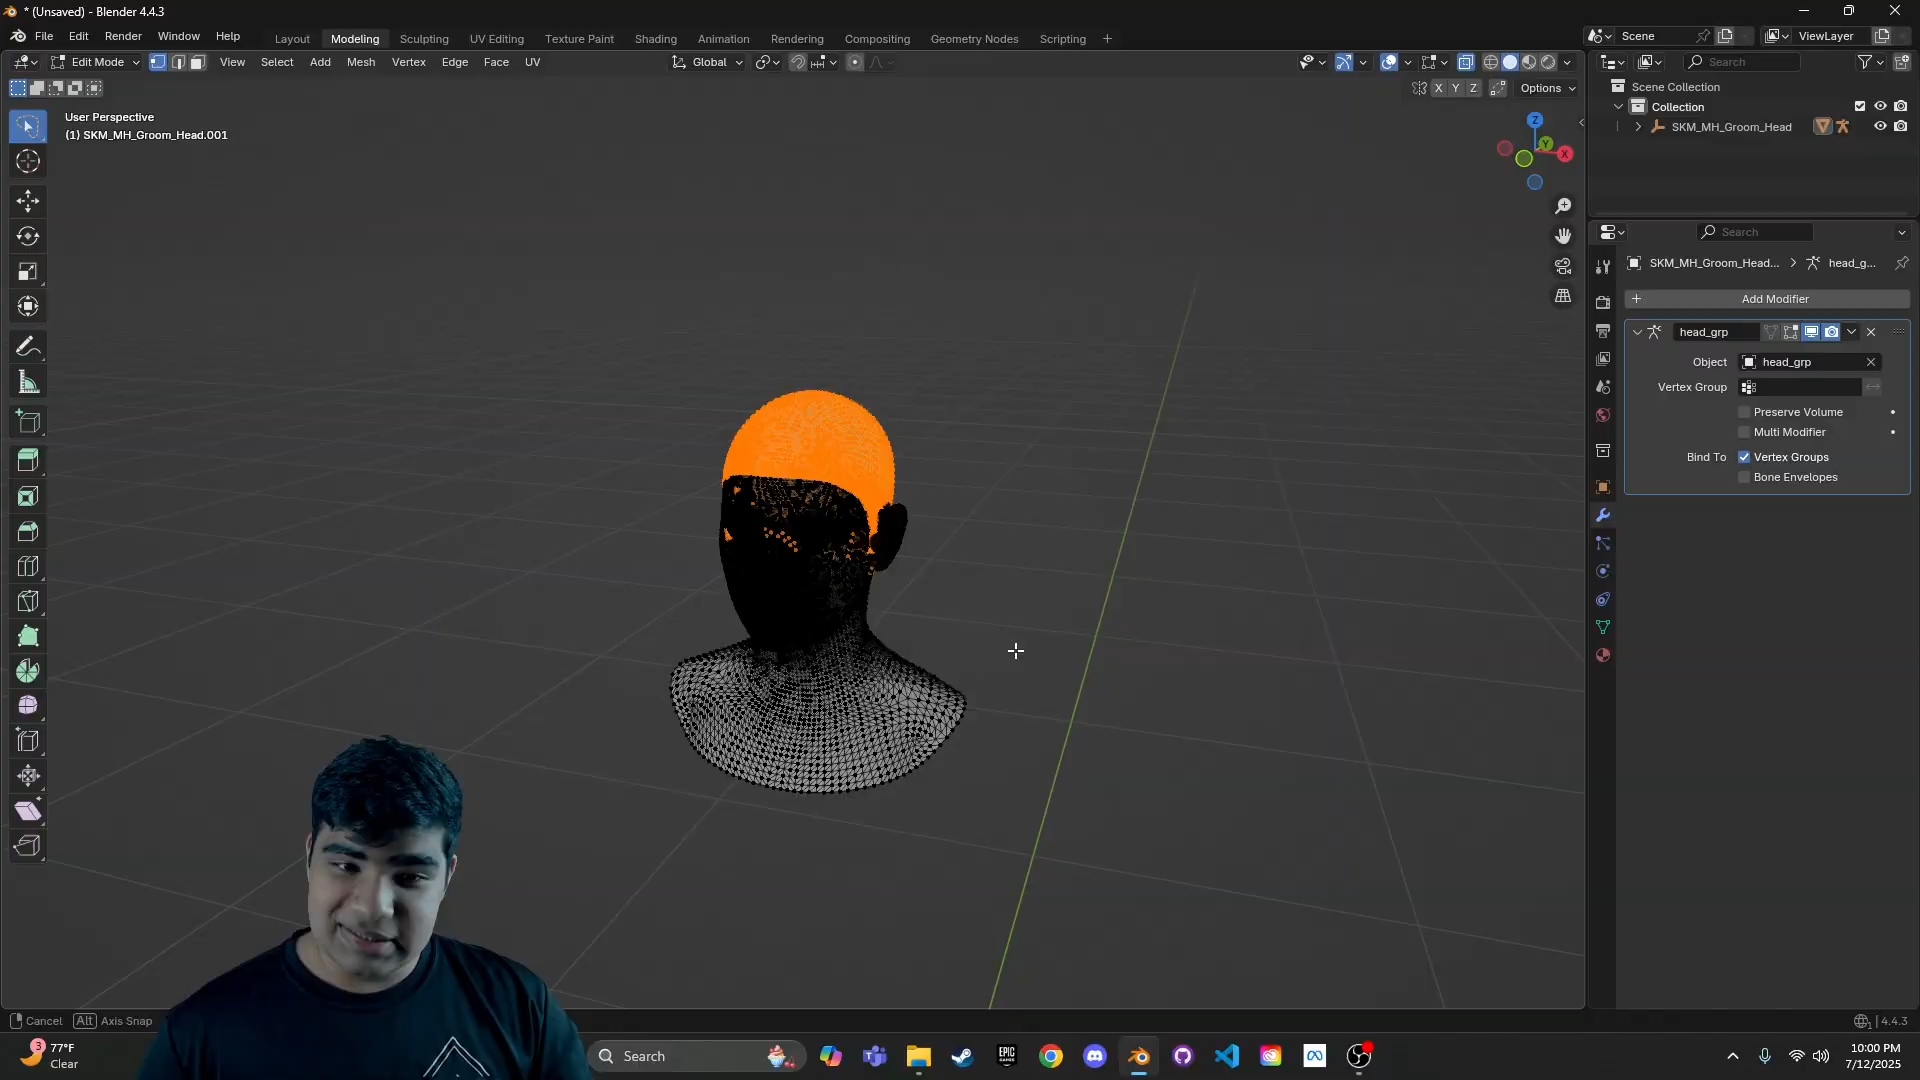 * (Unsaved) - Blender 4.4.3
File Edit Render Window Help
Layout Modeling Sculpting UV Editing Texture Paint Shading Animation Rendering Compositing Geometry Nodes Scripting +
Scene
ViewLayer
Edit Mode View Select Add Mesh Vertex Edge Face UV
Global
Search
X Y Z Options
User Perspective
(1) SKM_MH_Groom_Head.001
Z
Y
X
Scene Collection
Collection
SKM_MH_Groom_Head
Search
SKM_MH_Groom_Head... > head_g...
+ Add Modifier
head_grp
Object head_grp
Vertex Group
Preserve Volume
Multi Modifier
Bind To Vertex Groups
Bone Envelopes
Cancel Alt Axis Snap
4.4.3
3
77°F
Clear
Search
EPIC
GAMES
10:00 PM
7/12/2025